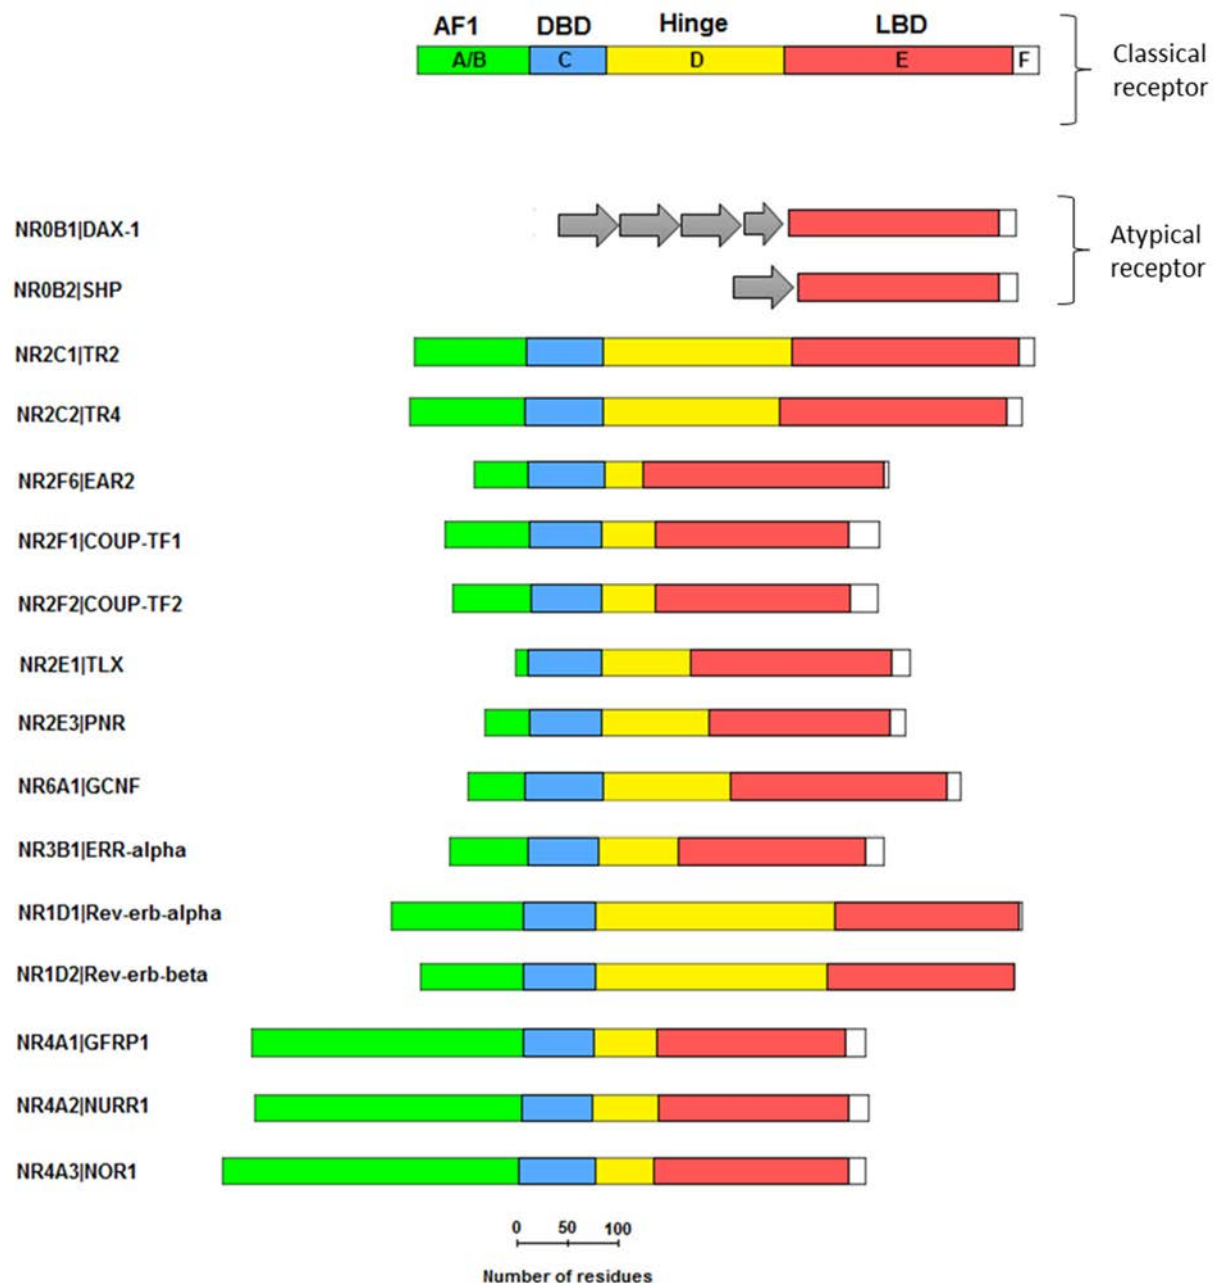 AF1 DBD Hinge LBD
A/B C D E F
Classical
receptor
NR0B1|DAX-1
Atypical
receptor
NR0B2|SHP
NR2C1|TR2
NR2C2|TR4
NR2F6|EAR2
NR2F1|COUP-TF1
NR2F2|COUP-TF2
NR2E1|TLX
NR2E3|PNR
NR6A1|GCNF
NR3B1|ERR-alpha
NR1D1|Rev-erb-alpha
NR1D2|Rev-erb-beta
NR4A1|GFRP1
NR4A2|NURR1
NR4A3|NOR1
0 50 100
Number of residues